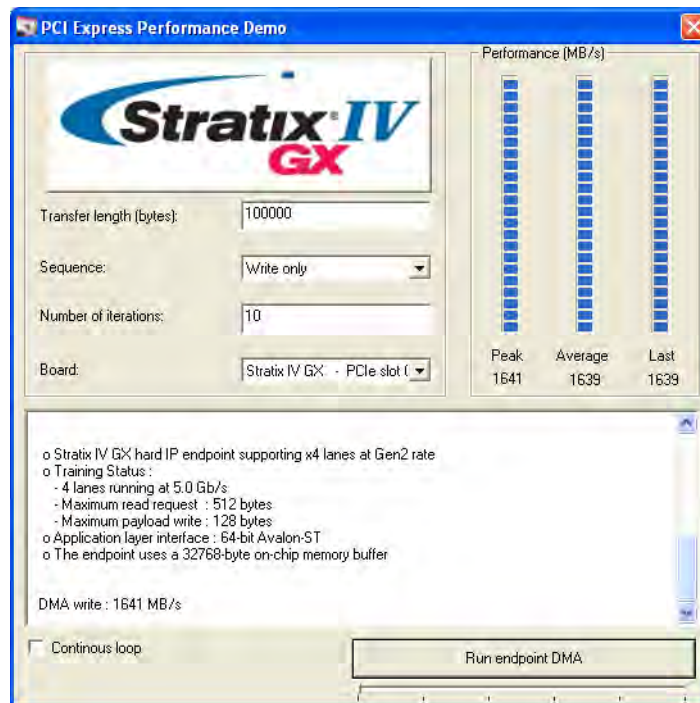 PCI Express Performance Demo
Stratix IV
GX
Transfer length (bytes):
100000
Sequence:
Write only
Number of iterations:
10
Board:
Stratix IV GX - PCIe slot
Performance (MB/s)
Peak Average Last
1641 1639 1639
o Stratix IV GX hard IP endpoint supporting x4 lanes at Gen2 rate
o Training Status :
- 4 lanes running at 5.0 Gb/s
- Maximum read request : 512 bytes
- Maximum payload write : 128 bytes
o Application layer interface : 64-bit Avalon-ST
o The endpoint uses a 32768-byte on-chip memory buffer
DMA write : 1641 MB/s
Continous loop
Run endpoint DMA